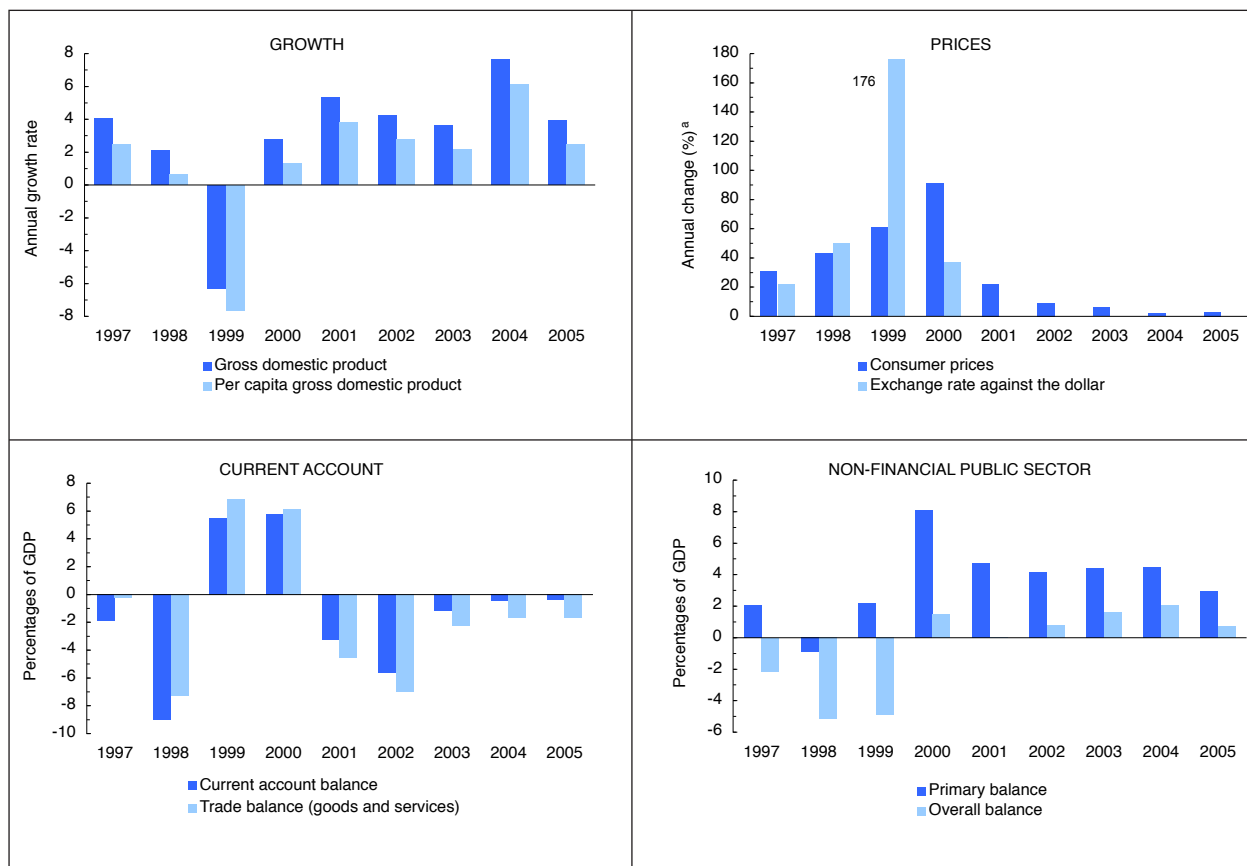 GROWTH
Annual growth rate
8
6
4
2
0
-2
-4
-6
-8
1997 1998 1999 2000 2001 2002 2003 2004 2005
Gross domestic product
Per capita gross domestic product
PRICES
Annual change (%) a
180
160
140
120
100
80
60
40
20
0
176
1997 1998 1999 2000 2001 2002 2003 2004 2005
Consumer prices
Exchange rate against the dollar
CURRENT ACCOUNT
Percentages of GDP
8
6
4
2
0
-2
-4
-6
-8
-10
1997 1998 1999 2000 2001 2002 2003 2004 2005
Current account balance
Trade balance (goods and services)
NON-FINANCIAL PUBLIC SECTOR
Percentages of GDP
10
8
6
4
2
0
-2
-4
-6
1997 1998 1999 2000 2001 2002 2003 2004 2005
Primary balance
Overall balance